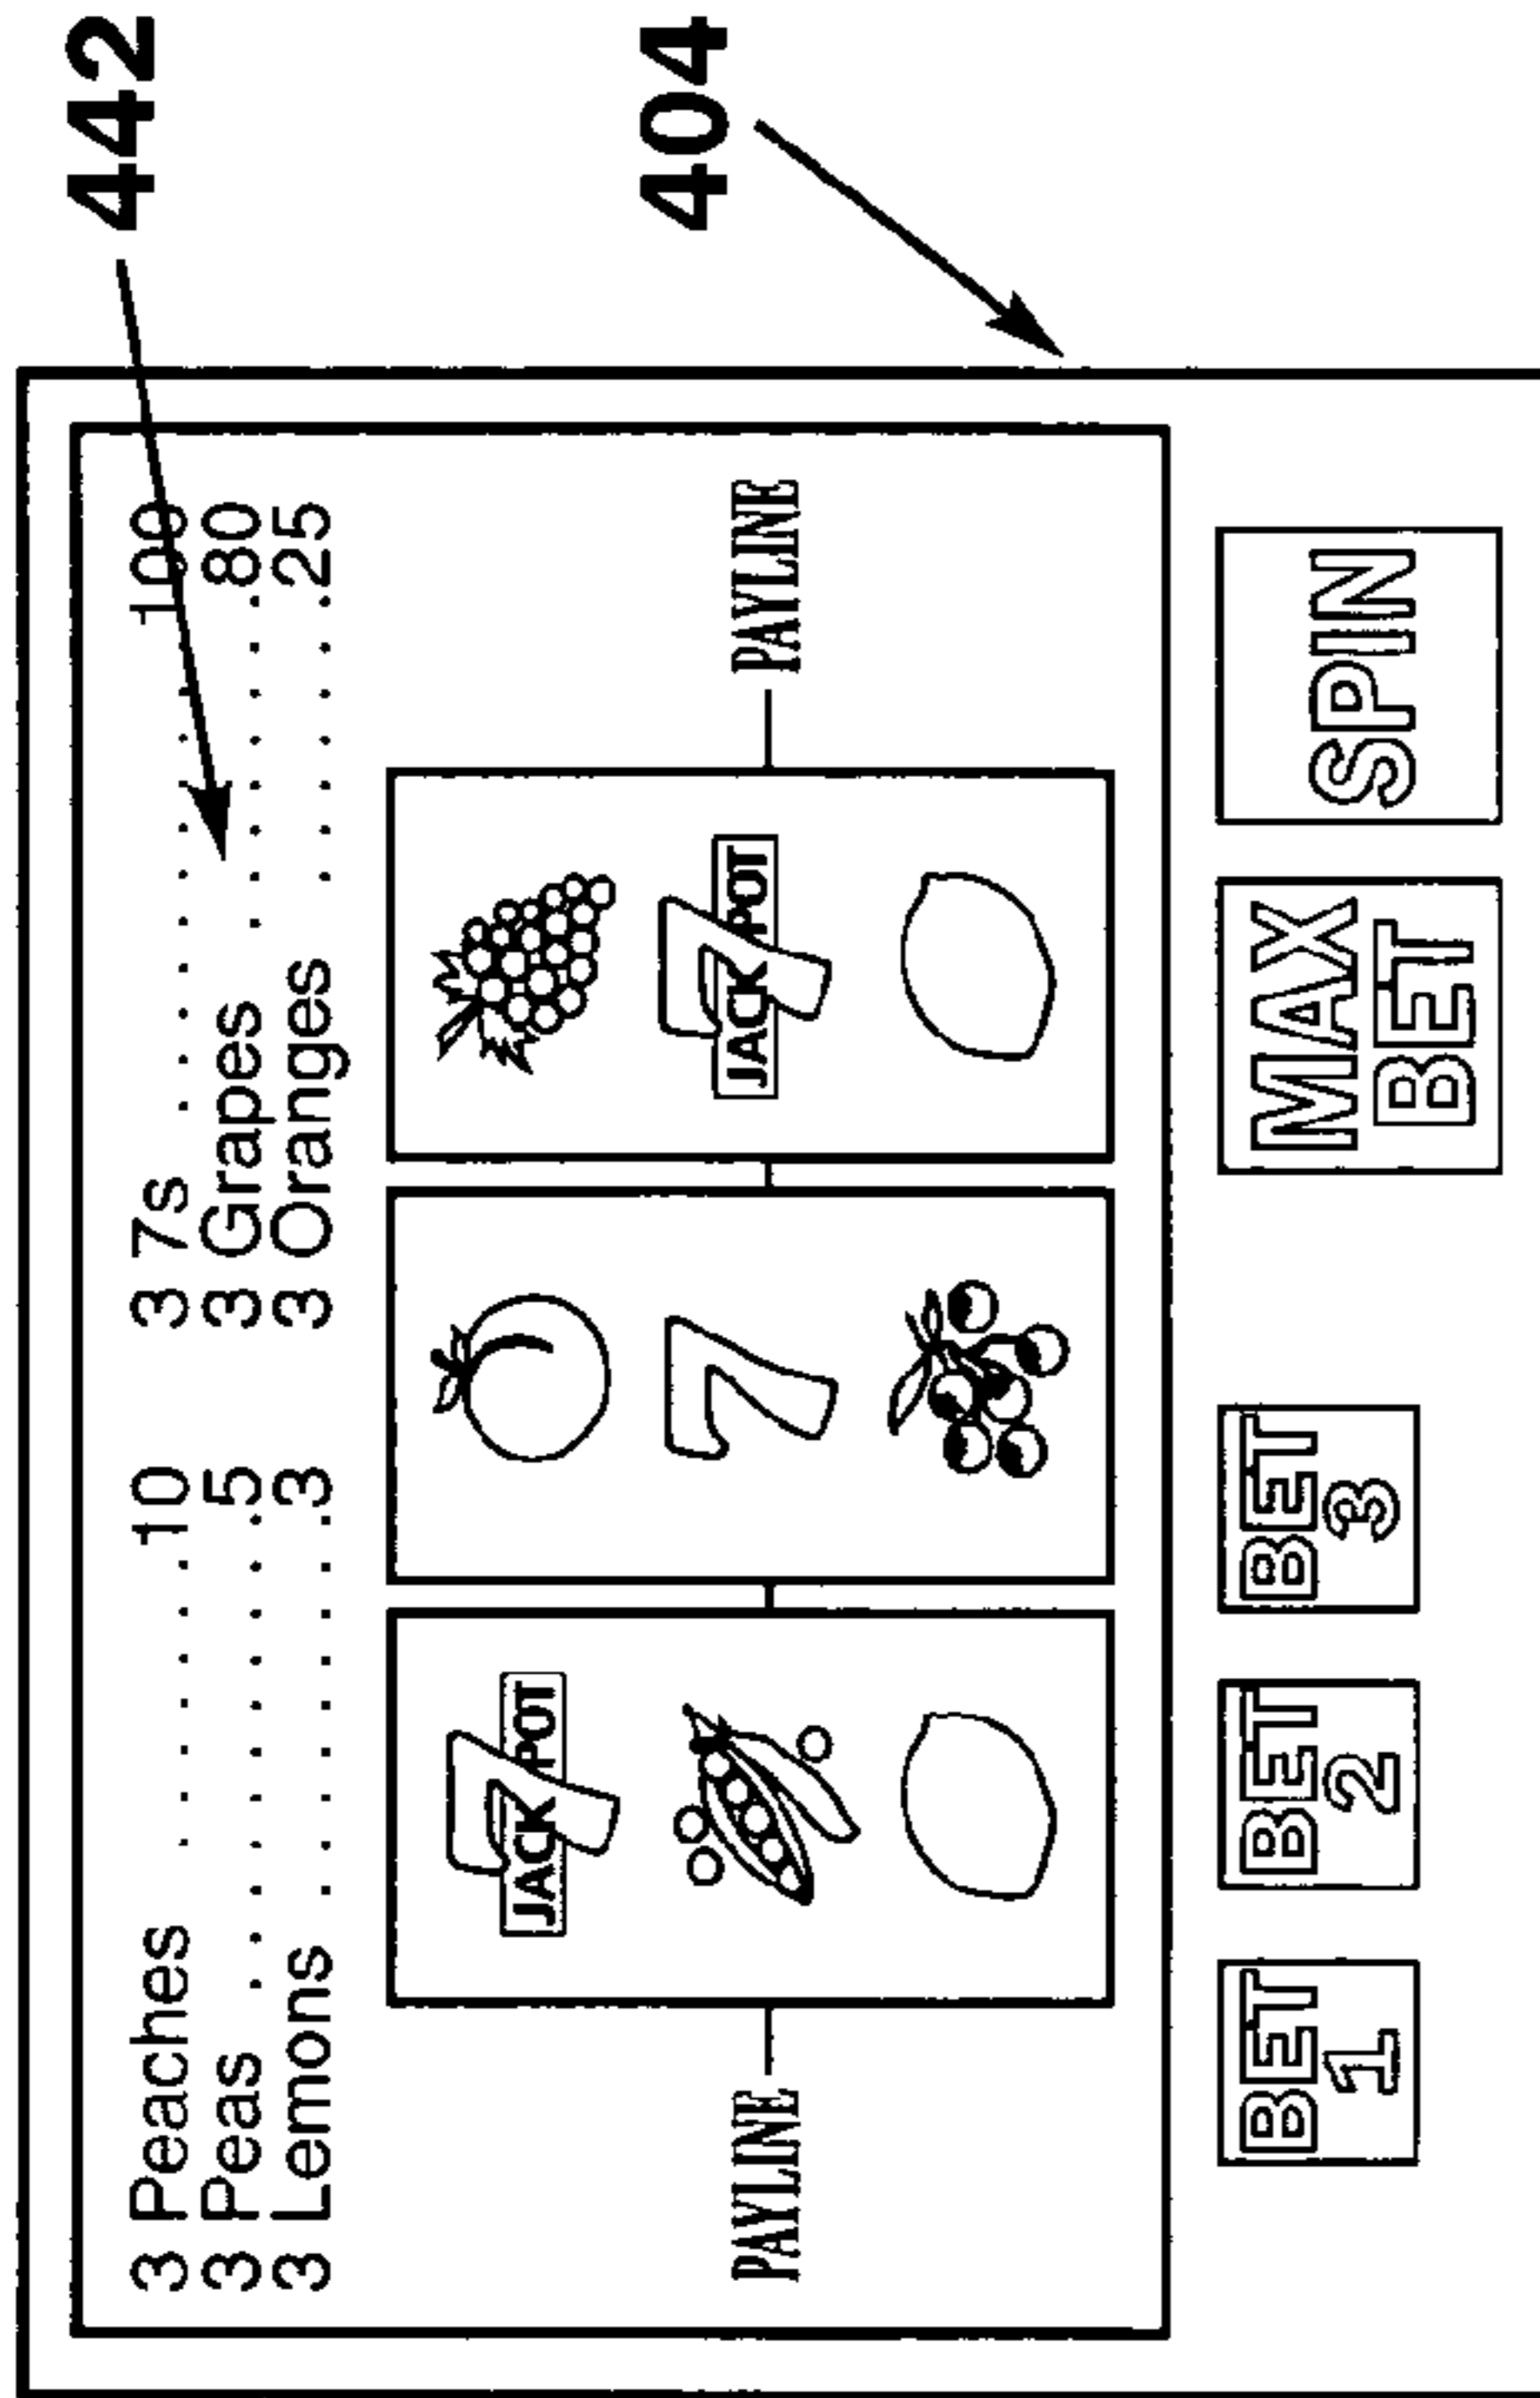 442
3 Peaches . . . . . . . 10 3 7s . . . . . . . . . . . 100
3 Peas . . . . . . . . . . . 5 3 Grapes . . . . . . . . 80
3 Lemons . . . . . . . . . 3 3 Oranges . . . . . . . 25
404
JACKPOT
PAYLINE 7 JACKPOT PAYLINE
BET 1
BET 2
BET 3
MAX BET
SPIN